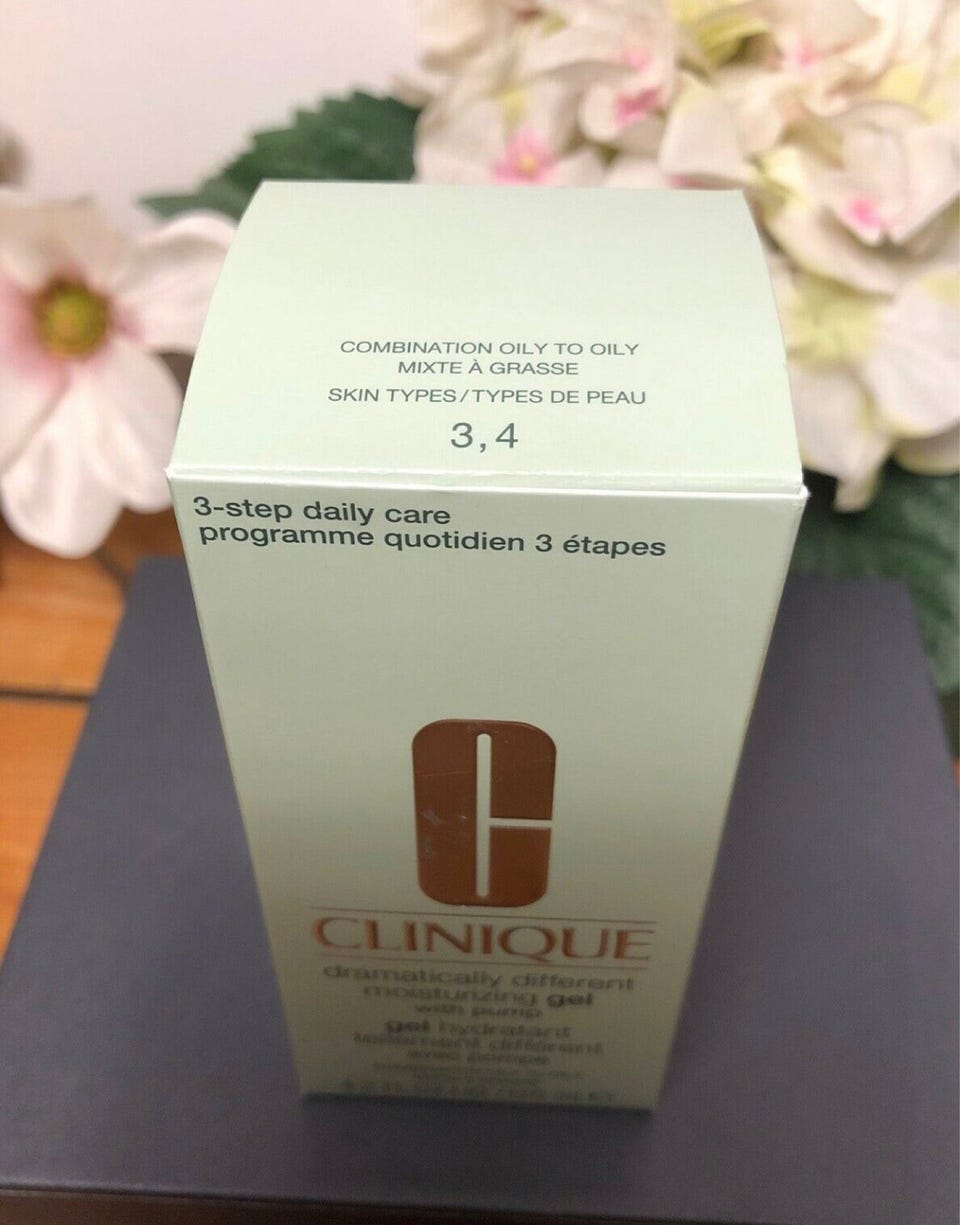 COMBINATION OILY TO OILY
MIXTE À GRASSE
SKIN TYPES/TYPES DE PEAU
3,4
3-step daily care
programme quotidien 3 étapes
CLINIQUE
dramatically different
moisturizing gel
with pump
gel hydratant
tellement différent
avec pompe